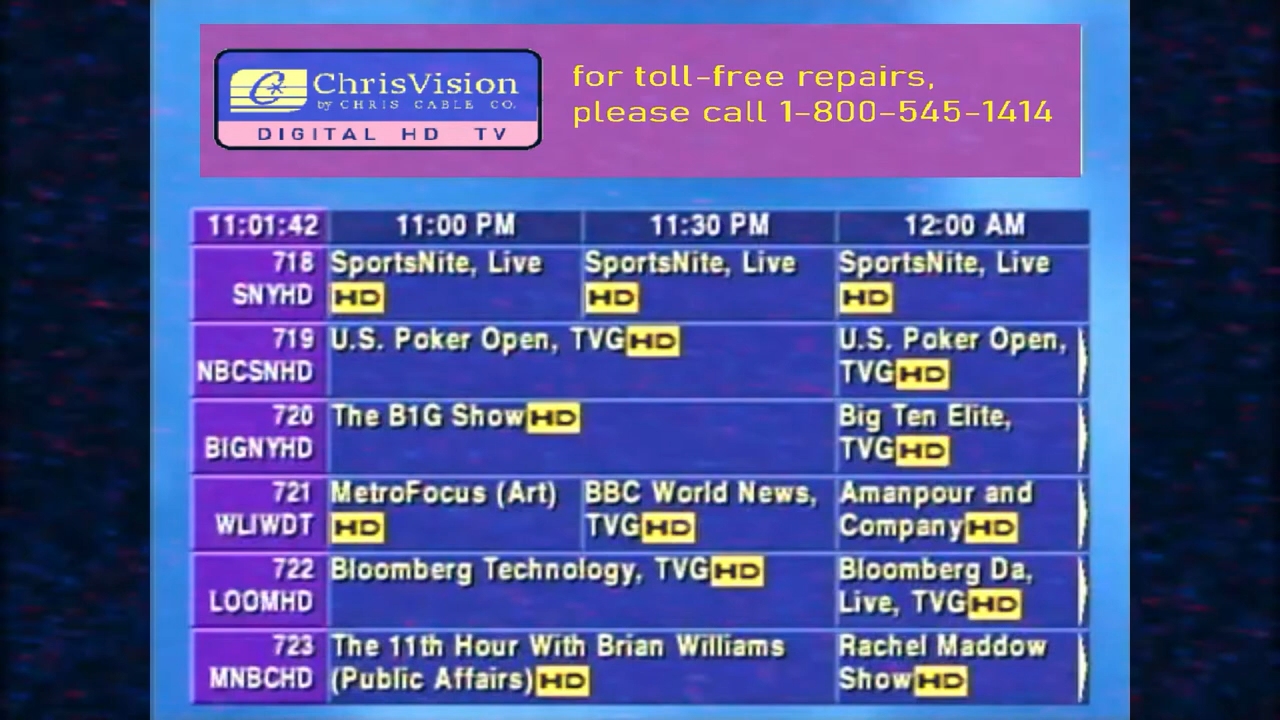 ChrisVision
by CHRIS CABLE CO.
DIGITAL HD TV
for toll-free repairs,
please call 1-800-545-1414
11:01:42 11:00 PM 11:30 PM 12:00 AM
718
SNYHD
SportsNite, Live
HD
SportsNite, Live
HD
SportsNite, Live
HD
719
NBCSNHD
U.S. Poker Open, TVG HD
U.S. Poker Open,
TVG HD
720
BIGNYHD
The B1G Show HD
Big Ten Elite,
TVG HD
721
WLIWDT
MetroFocus (Art)
HD
BBC World News,
TVG HD
Amanpour and
Company HD
722
LOOMHD
Bloomberg Technology, TVG HD
Bloomberg Da,
Live, TVG HD
723
MNBCHD
The 11th Hour With Brian Williams
(Public Affairs) HD
Rachel Maddow
Show HD